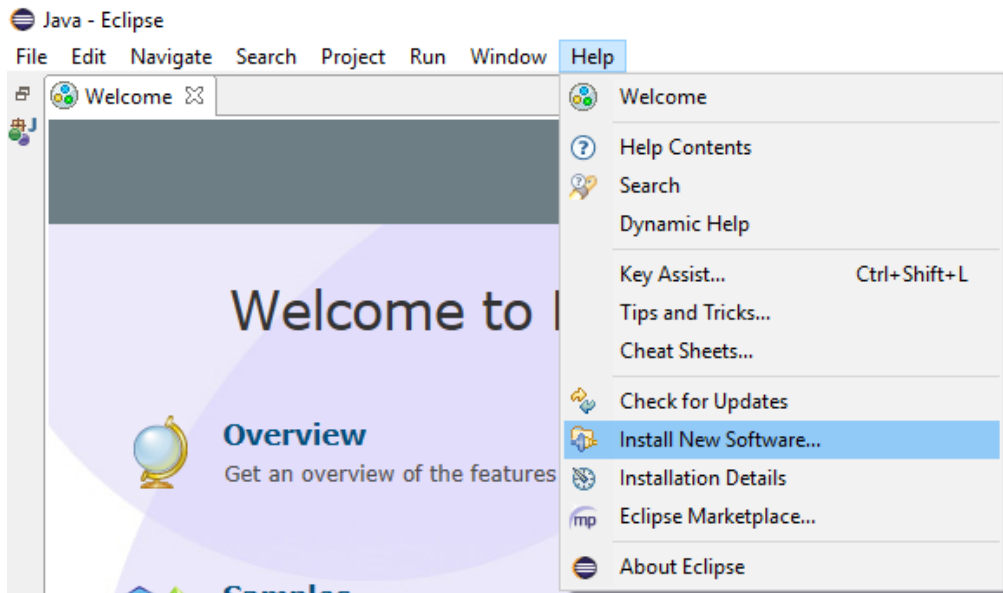 Java - Eclipse
File Edit Navigate Search Project Run Window Help
Welcome
J
Welcome to
Overview
Get an overview of the features
Samples
Welcome
Help Contents
Search
Dynamic Help
Key Assist... Ctrl+Shift+L
Tips and Tricks...
Cheat Sheets...
Check for Updates
Install New Software...
Installation Details
mp
Eclipse Marketplace...
About Eclipse